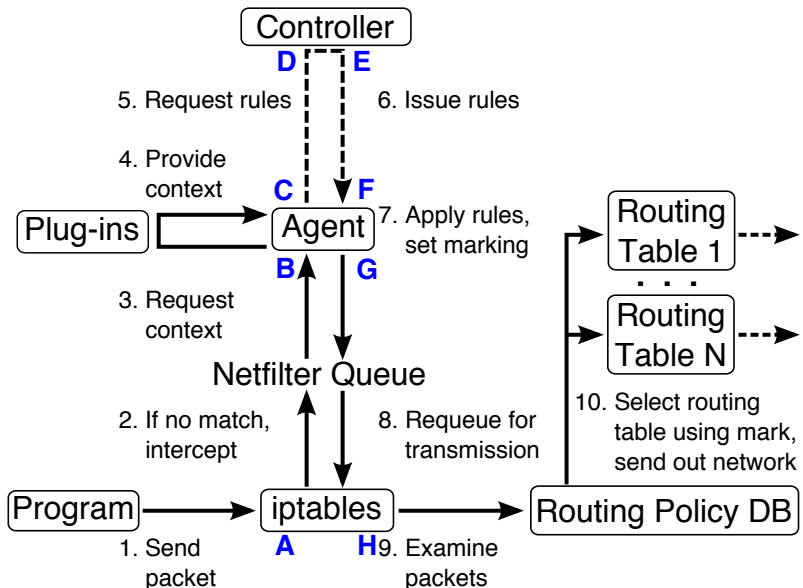 Controller
D E
5. Request rules
6. Issue rules
4. Provide
context
C F
Plug-ins
Agent
7. Apply rules,
set marking
B G
3. Request
context
Netfilter Queue
2. If no match,
intercept
8. Requeue for
transmission
Program
iptables
1. Send
packet
A H
9. Examine
packets
Routing Policy DB
10. Select routing
table using mark,
send out network
Routing
Table 1
. . .
Routing
Table N